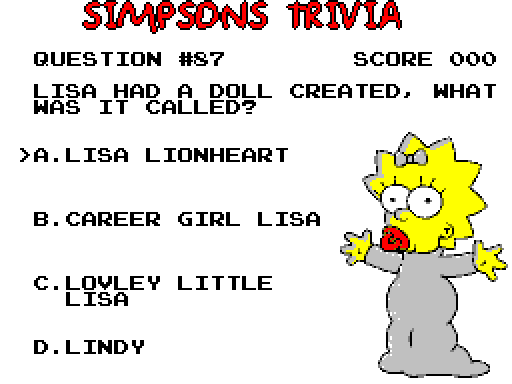 SIMPSONS TRIVIA
QUESTION #87 SCORE 000
LISA HAD A DOLL CREATED, WHAT
WAS IT CALLED?
>A.LISA LIONHEART
B.CAREER GIRL LISA
C.LOVLEY LITTLE
LISA
D.LINDY